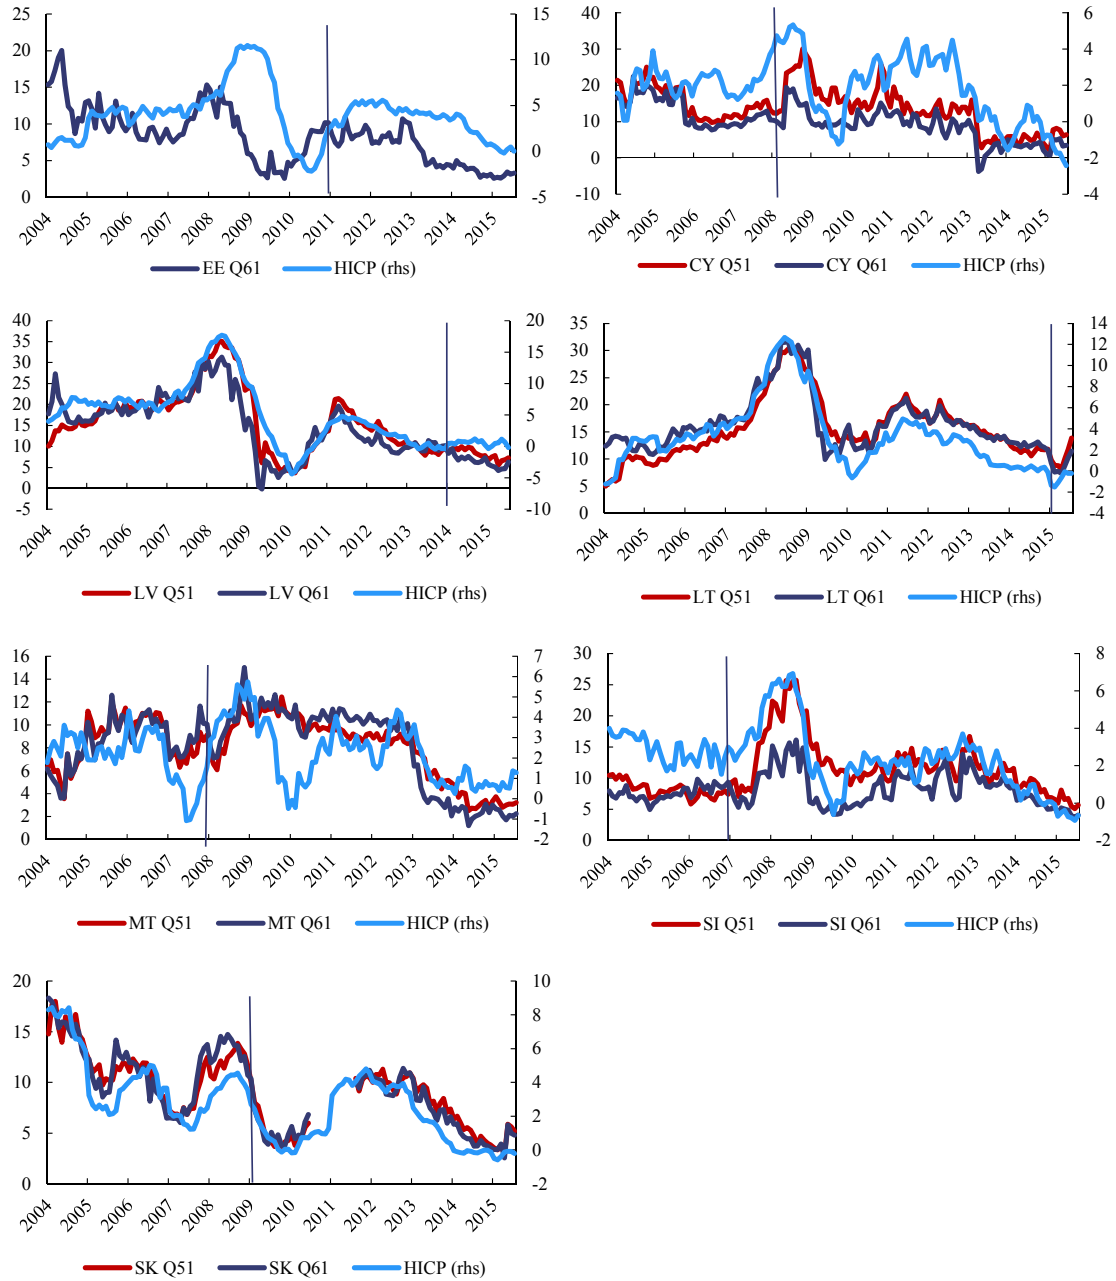 25 20 15 10 5 0
15 10 5 0 -5
2004 2005 2006 2007 2008 2009 2010 2011 2012 2013 2014 2015
EE Q61 HICP (rhs)
40 30 20 10 0 -10
6 4 2 0 -2 -4
2004 2005 2006 2007 2008 2009 2010 2011 2012 2013 2014 2015
CY Q51 CY Q61 HICP (rhs)
40 35 30 25 20 15 10 5 0 -5
20 15 10 5 0 -5 -10
2004 2005 2006 2007 2008 2009 2010 2011 2012 2013 2014 2015
LV Q51 LV Q61 HICP (rhs)
35 30 25 20 15 10 5 0
14 12 10 8 6 4 2 0 -2 -4
2004 2005 2006 2007 2008 2009 2010 2011 2012 2013 2014 2015
LT Q51 LT Q61 HICP (rhs)
16 14 12 10 8 6 4 2 0
7 6 5 4 3 2 1 0 -1 -2
2004 2005 2006 2007 2008 2009 2010 2011 2012 2013 2014 2015
MT Q51 MT Q61 HICP (rhs)
30 25 20 15 10 5 0
8 6 4 2 0 -2
2004 2005 2006 2007 2008 2009 2010 2011 2012 2013 2014 2015
SI Q51 SI Q61 HICP (rhs)
20 15 10 5 0
10 8 6 4 2 0 -2
2004 2005 2006 2007 2008 2009 2010 2011 2012 2013 2014 2015
SK Q51 SK Q61 HICP (rhs)